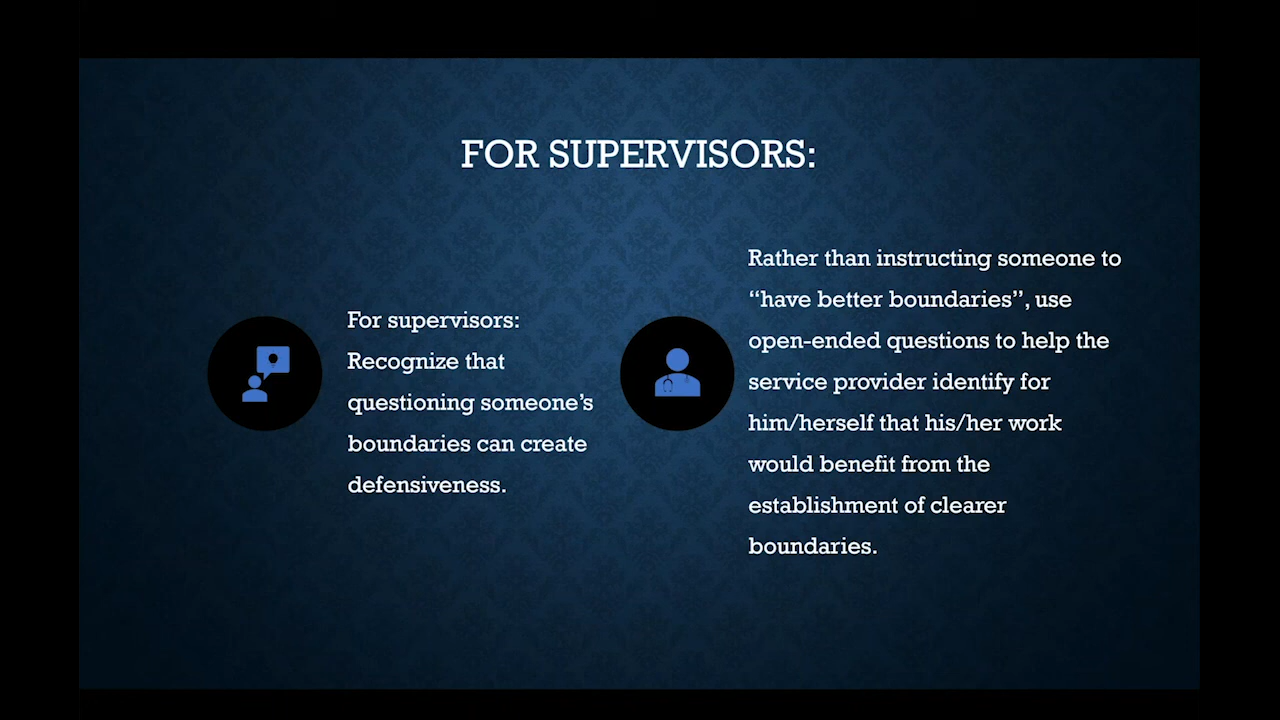 FOR SUPERVISORS:
For supervisors:
Recognize that
questioning someone’s
boundaries can create
defensiveness.
Rather than instructing someone to
“have better boundaries”, use
open-ended questions to help the
service provider identify for
him/herself that his/her work
would benefit from the
establishment of clearer
boundaries.